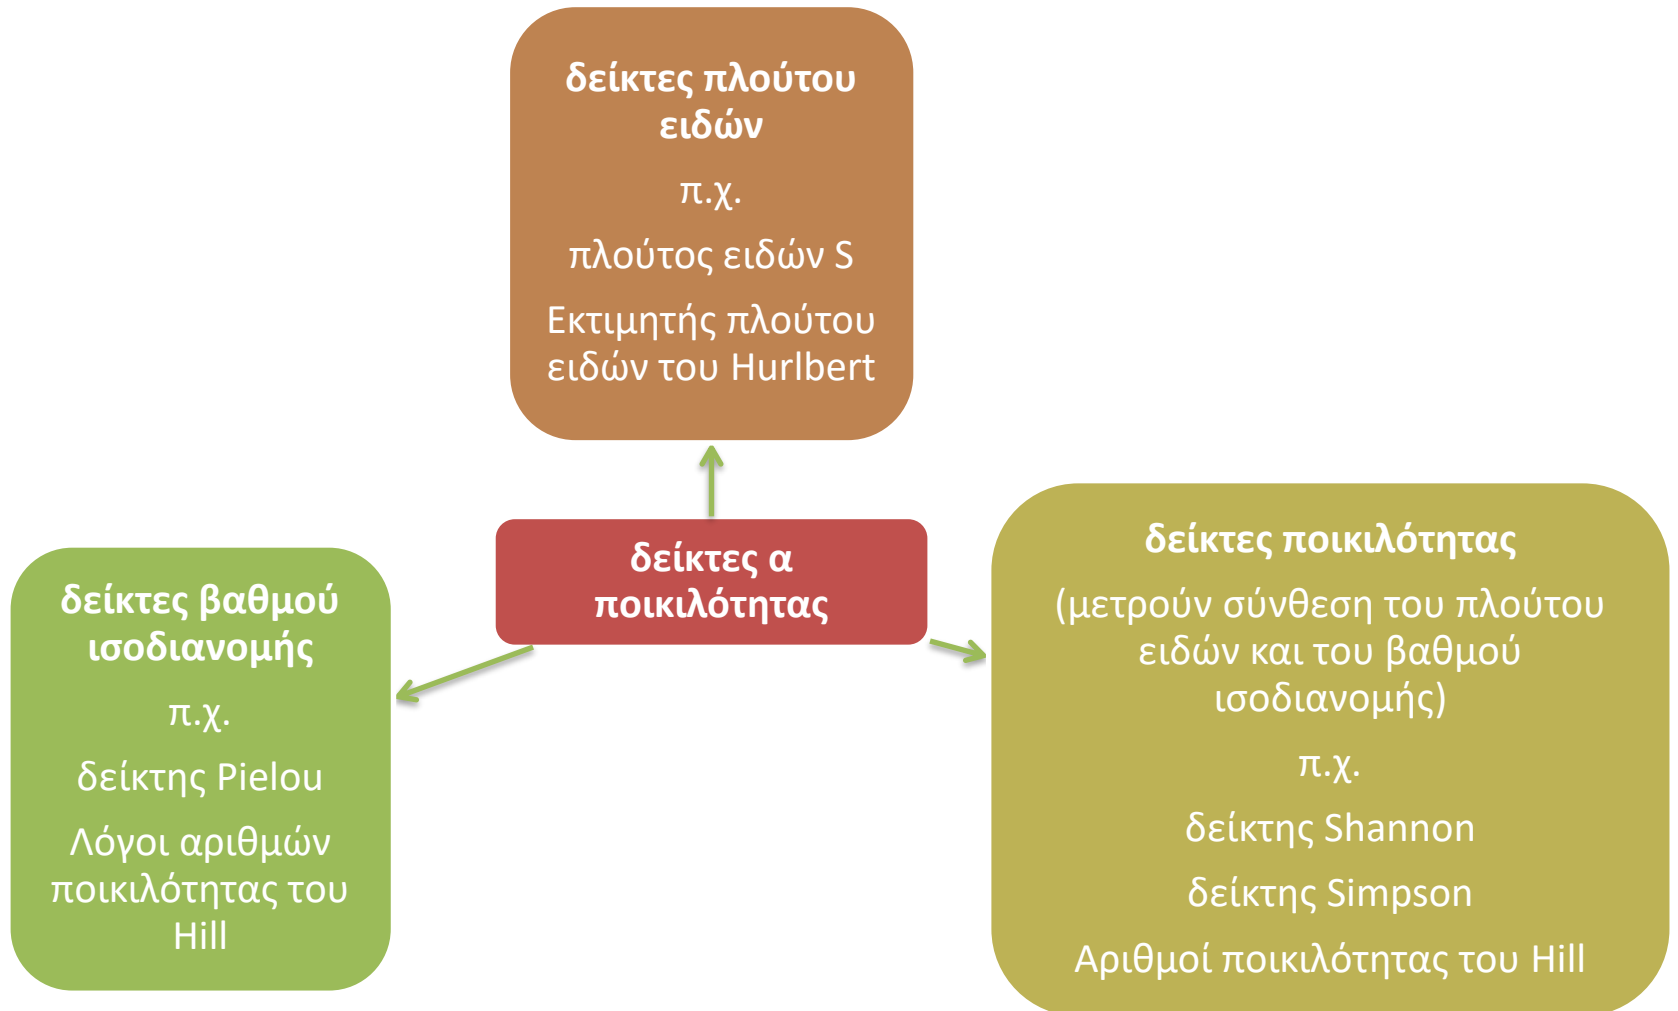 δείκτες πλούτου
ειδών
π.χ.
πλούτος ειδών S
Εκτιμητής πλούτου
ειδών του Hurlbert
δείκτες α
ποικιλότητας
δείκτες βαθμού
ισοδιανομής
π.χ.
δείκτης Pielou
Λόγοι αριθμών
ποικιλότητας του
Hill
δείκτες ποικιλότητας
(μετρούν σύνθεση του πλούτου
ειδών και του βαθμού
ισοδιανομής)
π.χ.
δείκτης Shannon
δείκτης Simpson
Αριθμοί ποικιλότητας του Hill